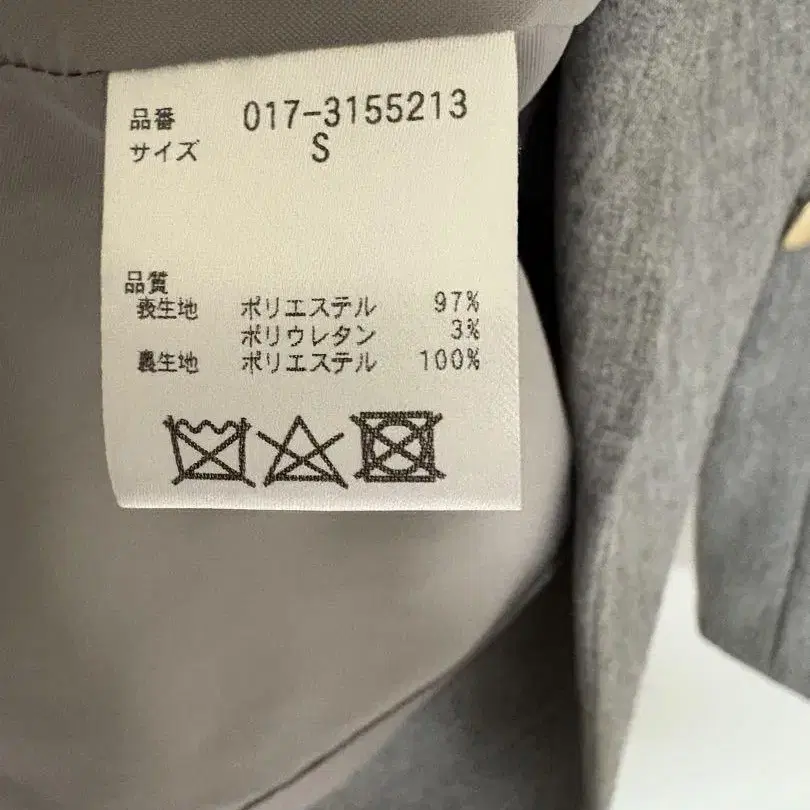 品番 017-3155213
サイズ S
品質
表生地 ポリエステル 97%
ポリウレタン 3%
裏生地 ポリエステル 100%